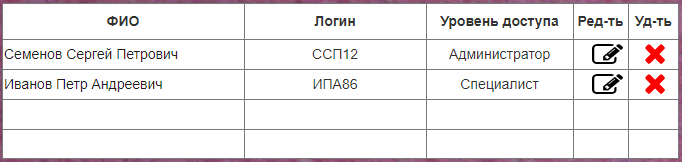 ФИО Логин Уровень доступа Ред-ть Уд-ть
Семенов Сергей Петрович ССП12 Администратор
Иванов Петр Андреевич ИПА86 Специалист